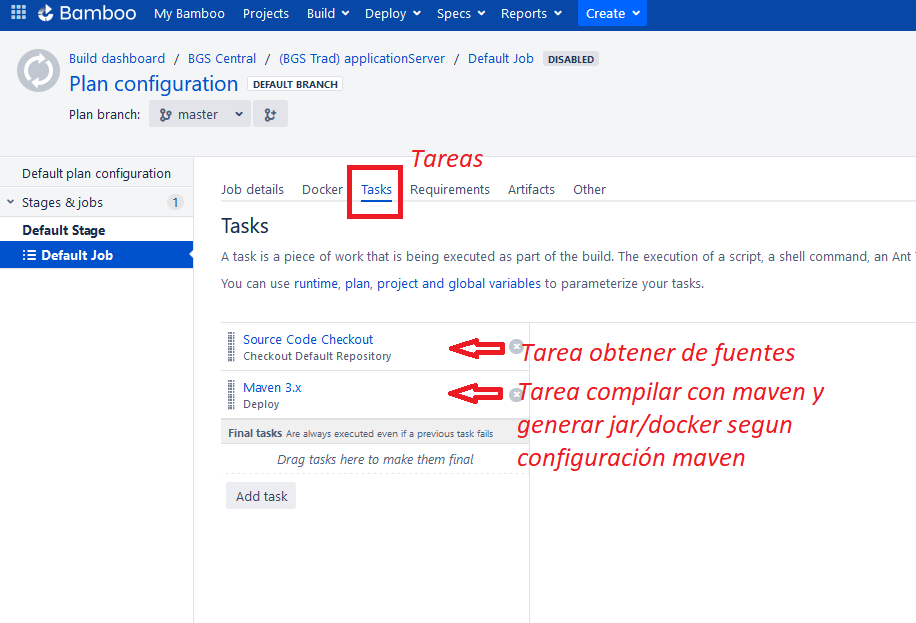 Bamboo My Bamboo Projects Build Deploy Specs Reports Create
Build dashboard / BGS Central / (BGS Trad) applicationServer / Default Job DISABLED
Plan configuration DEFAULT BRANCH
Plan branch: master
Tareas
Default plan configuration
Stages & jobs 1
Default Stage
Default Job
Job details Docker Tasks Requirements Artifacts Other
Tasks
A task is a piece of work that is being executed as part of the build. The execution of a script, a shell command, an Ant
You can use runtime, plan, project and global variables to parameterize your tasks.
Source Code Checkout
Checkout Default Repository
Tarea obtener de fuentes
Maven 3.x
Deploy
Tarea compilar con maven y
generar jar/docker segun
configuración maven
Final tasks Are always executed even if a previous task fails
Drag tasks here to make them final
Add task